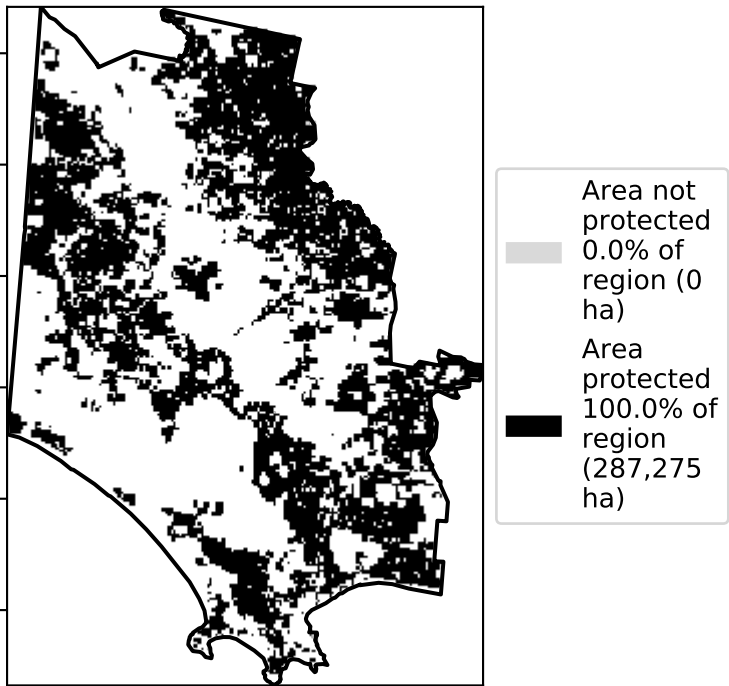 Area not
protected
0.0% of
region (0
ha)
Area
protected
100.0% of
region
(287,275
ha)